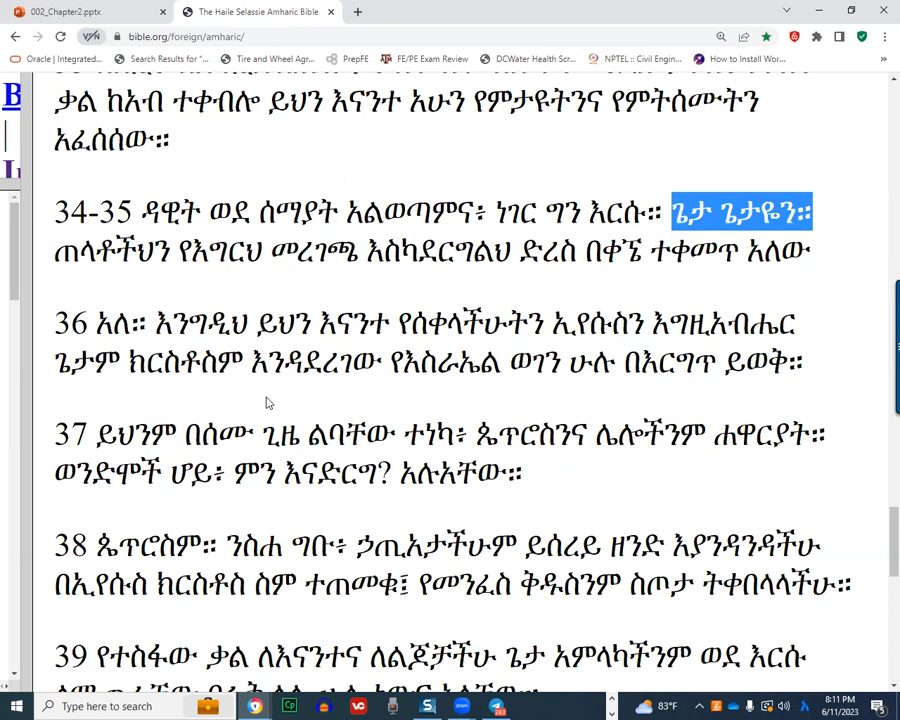 002_Chapter2.pptx
The Haile Selassie Amharic Bible
VPN bible.org/foreign/amharic/
Oracle | Integrated... Search Results for "... Tire and Wheel Agr... PrepFE FE/PE Exam Review DCWater Health Scr... NPTEL :: Civil Engin... How to Install Wor... »
ቃል ከአብ ተቀብሎ ይህን እናንተ አሁን የምታዩትንና የምትሰሙትን
አፈሰሰው።
34-35 ዳዊት ወደ ሰማያት አልወጣምና፥ ነገር ግን እርሱ። ጌታ ጌታዬን።
ጠላቶችህን የእግርህ መረገጫ እስካደርግልህ ድረስ በቀኜ ተቀመጥ አለው
36 አለ። እንግዲህ ይህን እናንተ የሰቀላችሁትን ኢየሱስን እግዚአብሔር
ጌታም ክርስቶስም እንዳደረገው የእስራኤል ወገን ሁሉ በእርግጥ ይወቅ።
37 ይህንም በሰሙ ጊዜ ልባቸው ተነካ፥ ጴጥሮስንና ሌሎችንም ሐዋርያት።
ወንድሞች ሆይ፥ ምን እናድርግ? አሉአቸው።
38 ጴጥሮስም። ንስሐ ግቡ፥ ኃጢአታችሁም ይሰረይ ዘንድ እያንዳንዳችሁ
በኢየሱስ ክርስቶስ ስም ተጠመቁ፤ የመንፈስ ቅዱስንም ስጦታ ትቀበላላችሁ።
39 የተስፋው ቃል ለእናንተና ለልጆቻችሁ ጌታ አምላካችንም ወደ እርሱ
Type here to search
83°F
8:11 PM
6/11/2023